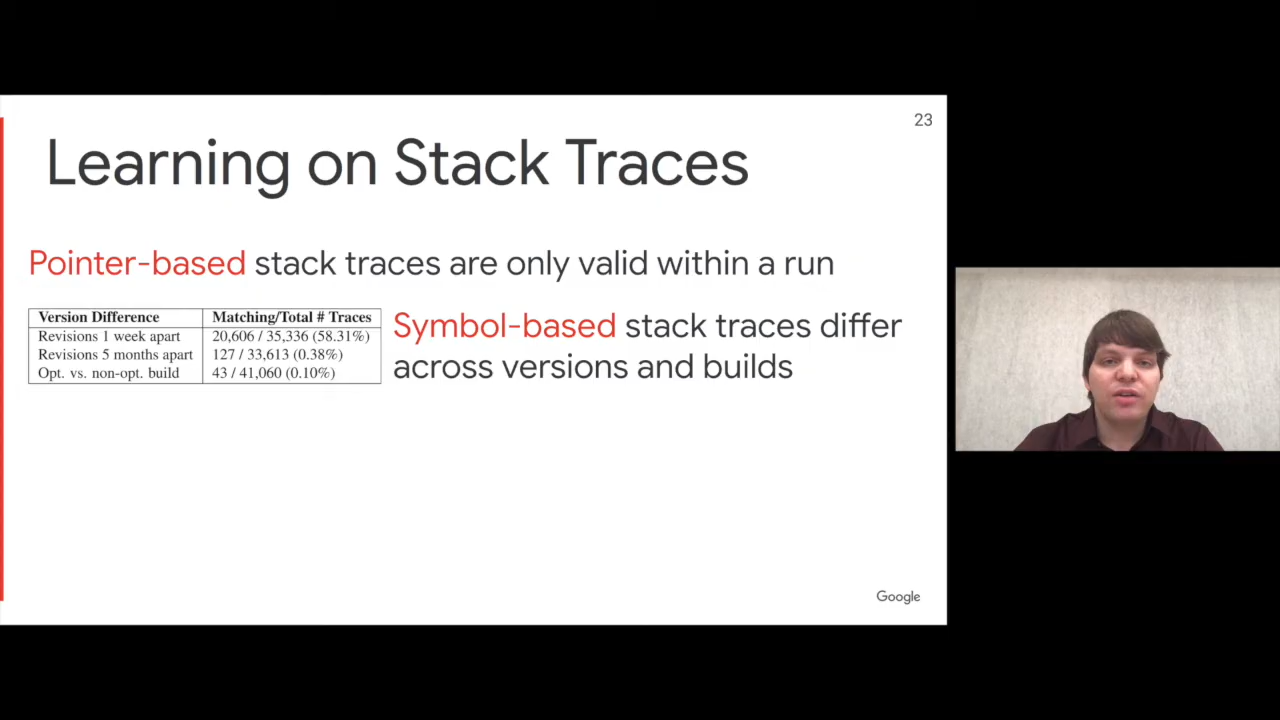 23
Learning on Stack Traces
Pointer-based stack traces are only valid within a run
Version Difference Matching/Total # Traces
Revisions 1 week apart 20,606 / 35,336 (58.31%)
Revisions 5 months apart 127 / 33,613 (0.38%)
Opt. vs. non-opt. build 43 / 41,060 (0.10%)
Symbol-based stack traces differ
across versions and builds
Google